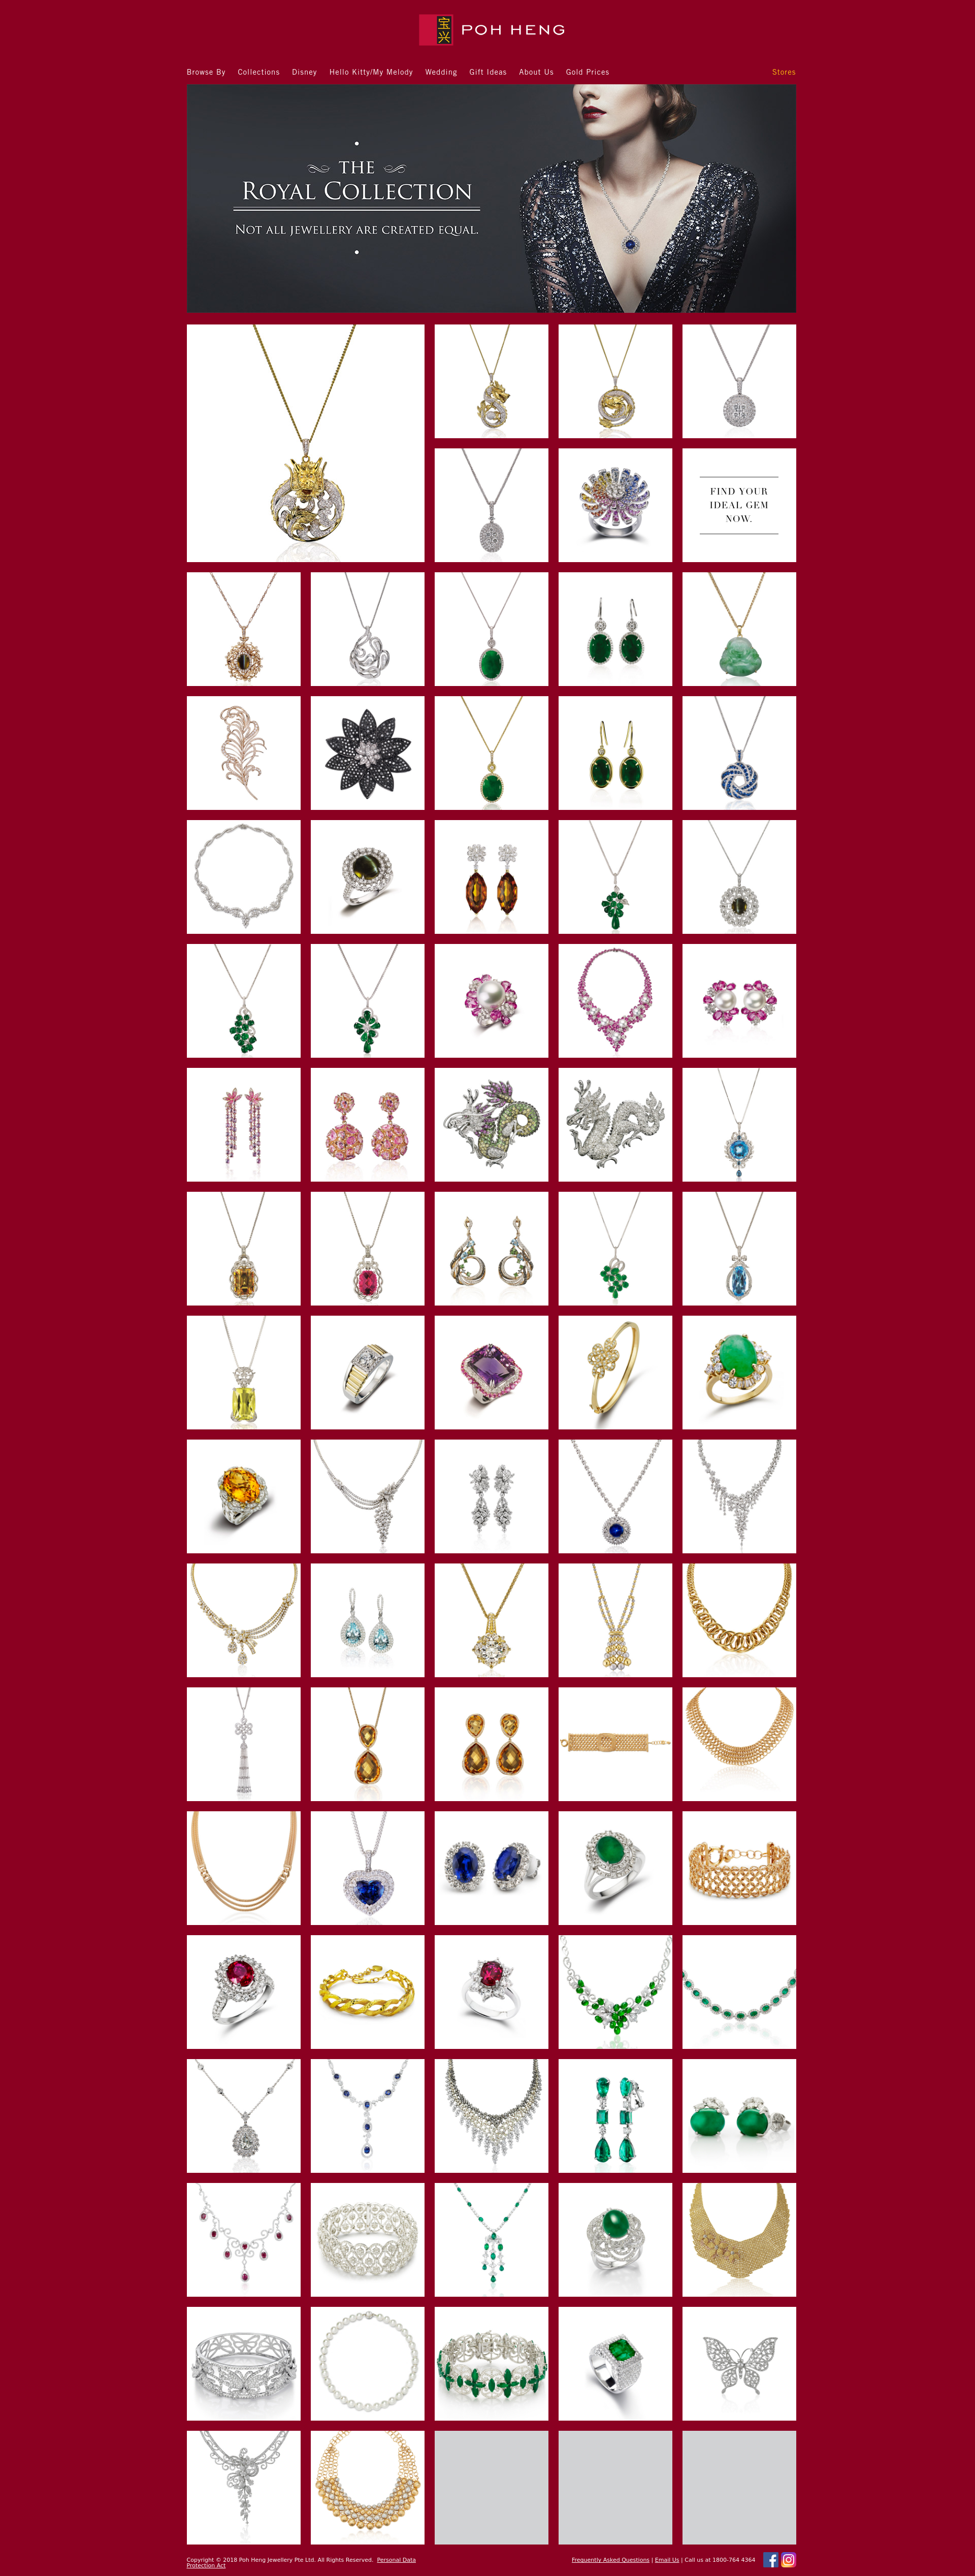 宝兴
POH HENG
Browse By Collections Disney Hello Kitty/My Melody Wedding Gift Ideas About Us Gold Prices Stores
THE
ROYAL COLLECTION
NOT ALL JEWELLERY ARE CREATED EQUAL.
FIND YOUR
IDEAL GEM
NOW.
Copyright © 2018 Poh Heng Jewellery Pte Ltd. All Rights Reserved. Personal Data
Protection Act
Frequently Asked Questions | Email Us | Call us at 1800-764 4364